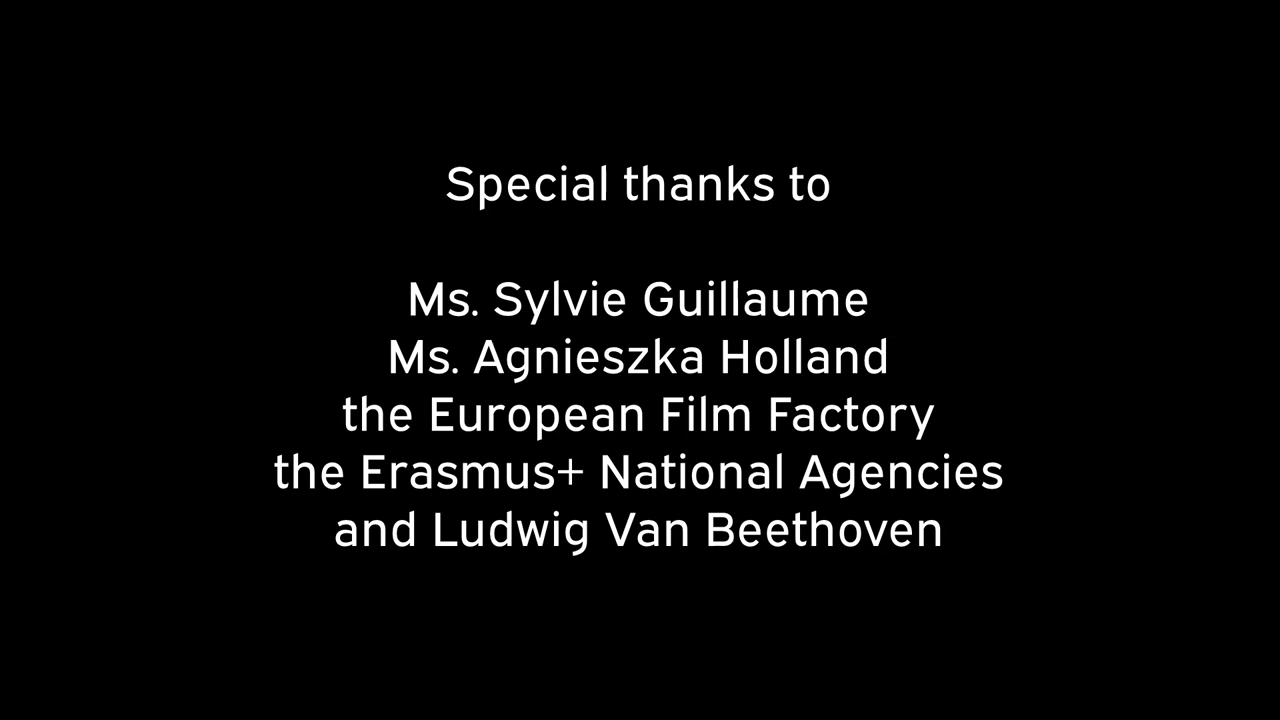 Special thanks to
Ms. Sylvie Guillaume
Ms. Agnieszka Holland
the European Film Factory
the Erasmus+ National Agencies
and Ludwig Van Beethoven